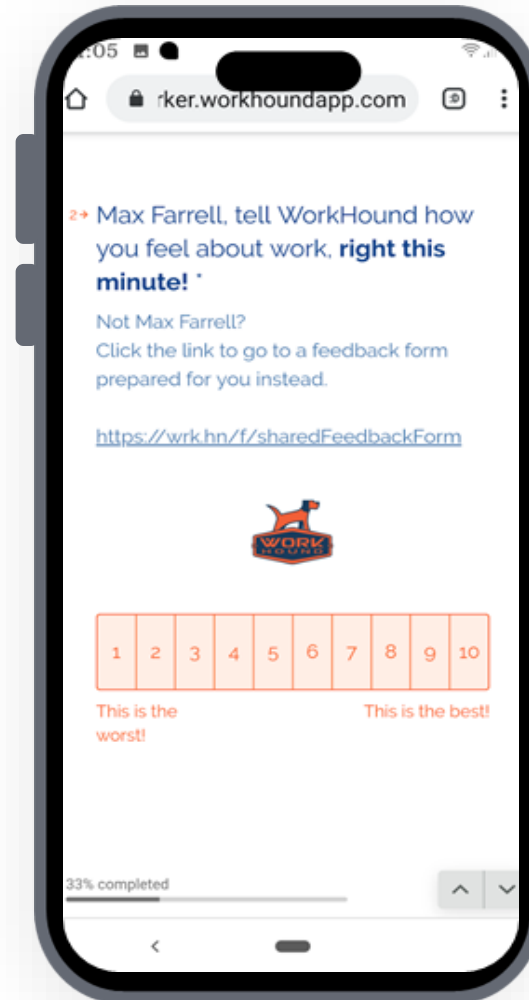 :05
rker.workhoundapp.com
:D
2→ Max Farrell, tell WorkHound how
you feel about work, right this
minute! *
Not Max Farrell?
Click the link to go to a feedback form
prepared for you instead.
https://wrk.hn/f/sharedFeedbackForm
WORK
HOUND
1 2 3 4 5 6 7 8 9 10
This is the
worst!
This is the best!
33% completed